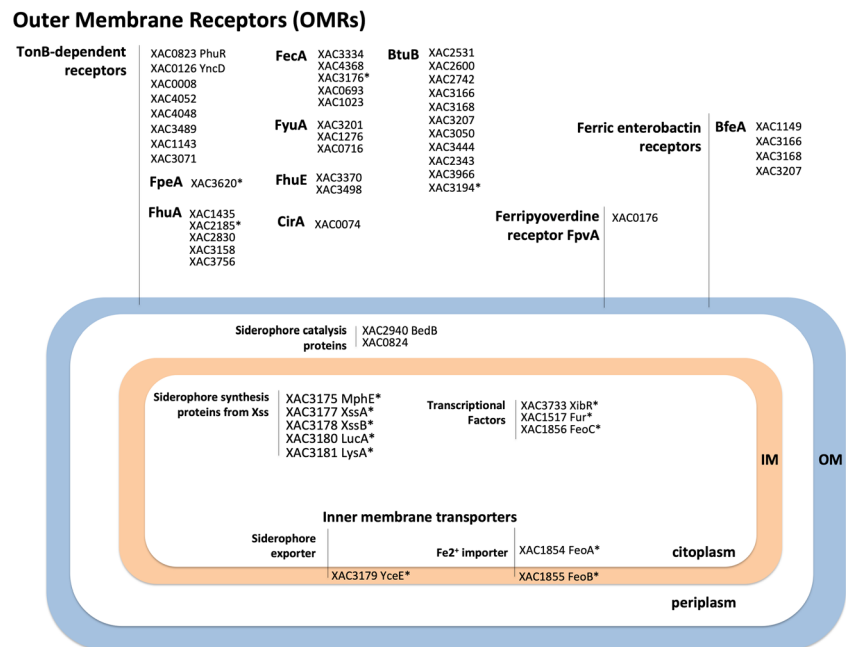 Outer Membrane Receptors (OMRs)
TonB-dependent
receptors
XAC0823 PhuR
XAC0126 YncD
XAC0008
XAC4052
XAC4048
XAC3489
XAC1143
XAC3071
FpeA XAC3620*
FhuA XAC1435
XAC2185*
XAC2830
XAC3158
XAC3756
FecA XAC3334
XAC4368
XAC3176*
XAC0693
XAC1023
FyuA XAC3201
XAC1276
XAC0716
FhuE XAC3370
XAC3498
CirA XAC0074
BtuB XAC2531
XAC2600
XAC2742
XAC3166
XAC3168
XAC3207
XAC3050
XAC3444
XAC2343
XAC3966
XAC3194*
Ferripyoverdine
receptor FpvA
XAC0176
Ferric enterobactin
receptors
BfeA XAC1149
XAC3166
XAC3168
XAC3207
Siderophore catalysis
proteins
XAC2940 BedB
XAC0824
Siderophore synthesis
proteins from Xss
XAC3175 MphE*
XAC3177 XssA*
XAC3178 XssB*
XAC3180 LucA*
XAC3181 LysA*
Transcriptional
Factors
XAC3733 XibR*
XAC1517 Fur*
XAC1856 FeoC*
IM
OM
Inner membrane transporters
Siderophore
exporter
XAC3179 YceE*
Fe2⁺ importer
XAC1854 FeoA*
XAC1855 FeoB*
citoplasm
periplasm